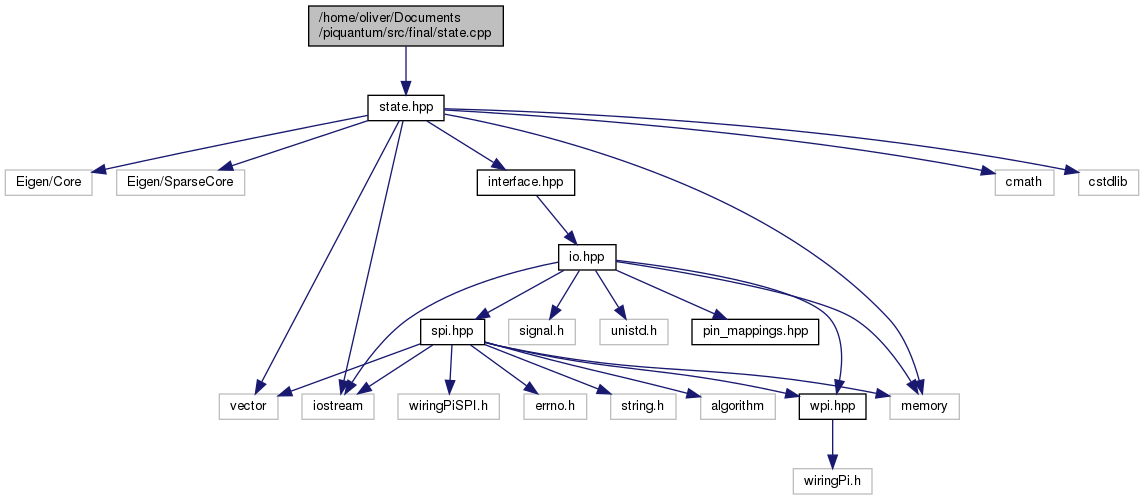 /home/oliver/Documents
/piquantum/src/final/state.cpp
state.hpp
Eigen/Core
Eigen/SparseCore
interface.hpp
cmath
cstdlib
io.hpp
spi.hpp
signal.h
unistd.h
pin_mappings.hpp
vector
iostream
wiringPiSPI.h
errno.h
string.h
algorithm
wpi.hpp
memory
wiringPi.h